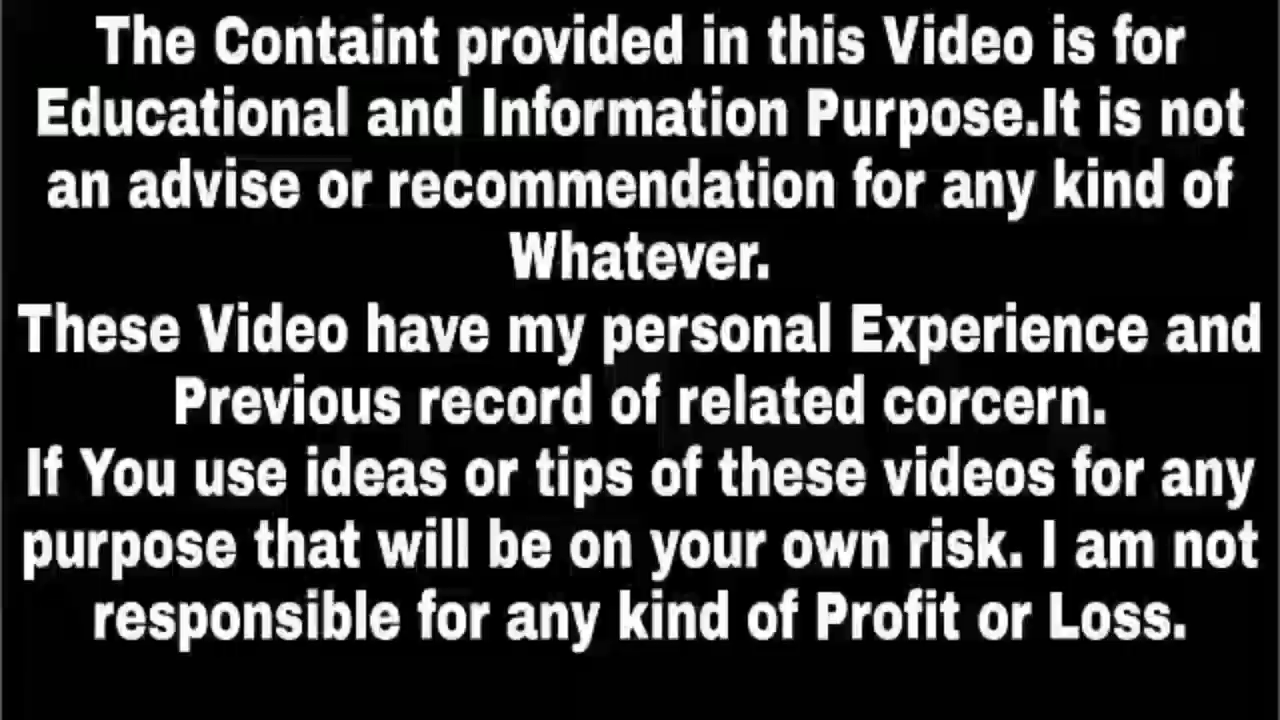 The Containt provided in this Video is for
Educational and Information Purpose.It is not
an advise or recommendation for any kind of
Whatever.
These Video have my personal Experience and
Previous record of related corcern.
If You use ideas or tips of these videos for any
purpose that will be on your own risk. I am not
responsible for any kind of Profit or Loss.